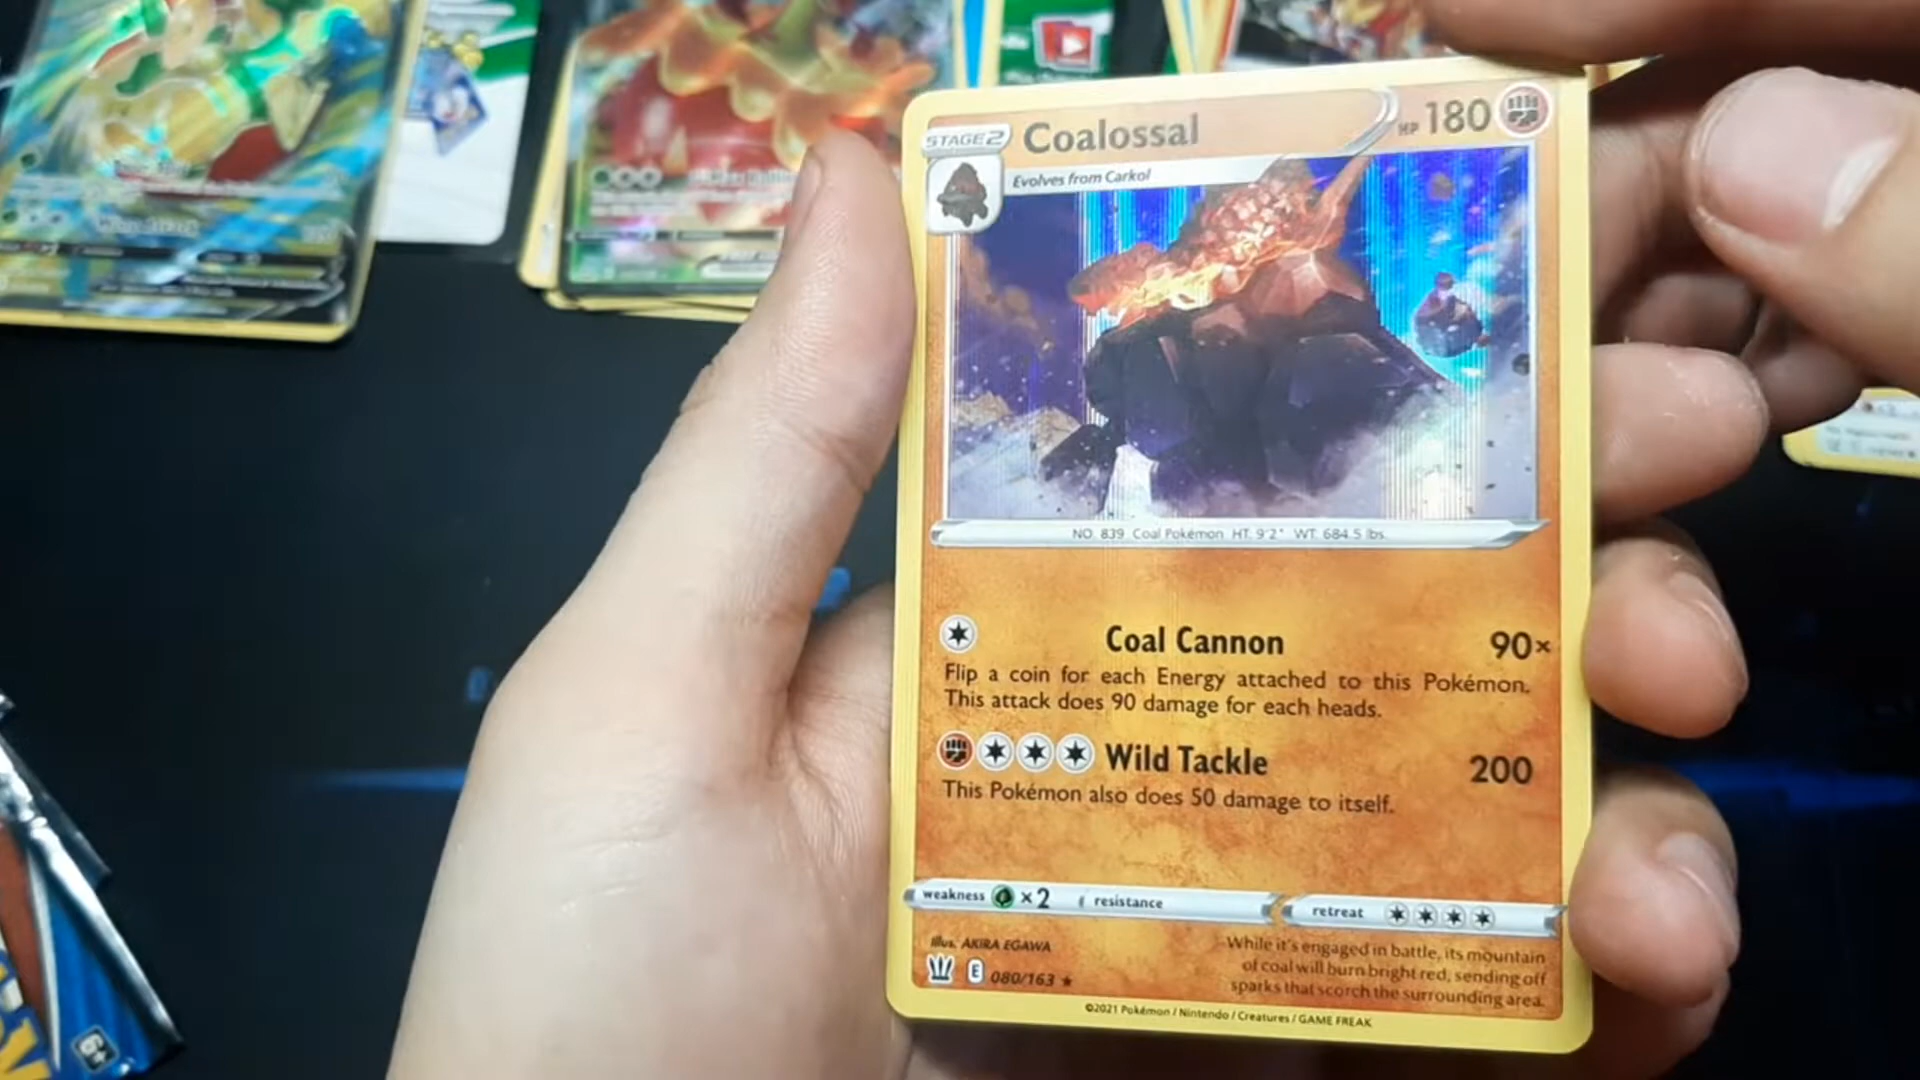 STAGE 2
Coalossal
HP 180
Evolves from Carkol
NO. 839 Coal Pokémon HT: 9'2" WT: 684.5 lbs.
Coal Cannon 90×
Flip a coin for each Energy attached to this Pokémon.
This attack does 90 damage for each heads.
Wild Tackle 200
This Pokémon also does 50 damage to itself.
weakness ×2 resistance retreat
Illus. AKIRA EGAWA
E 080/163 ★
While it's engaged in battle, its mountain
of coal will burn bright red, sending off
sparks that scorch the surrounding area.
©2021 Pokémon / Nintendo / Creatures / GAME FREAK
6+